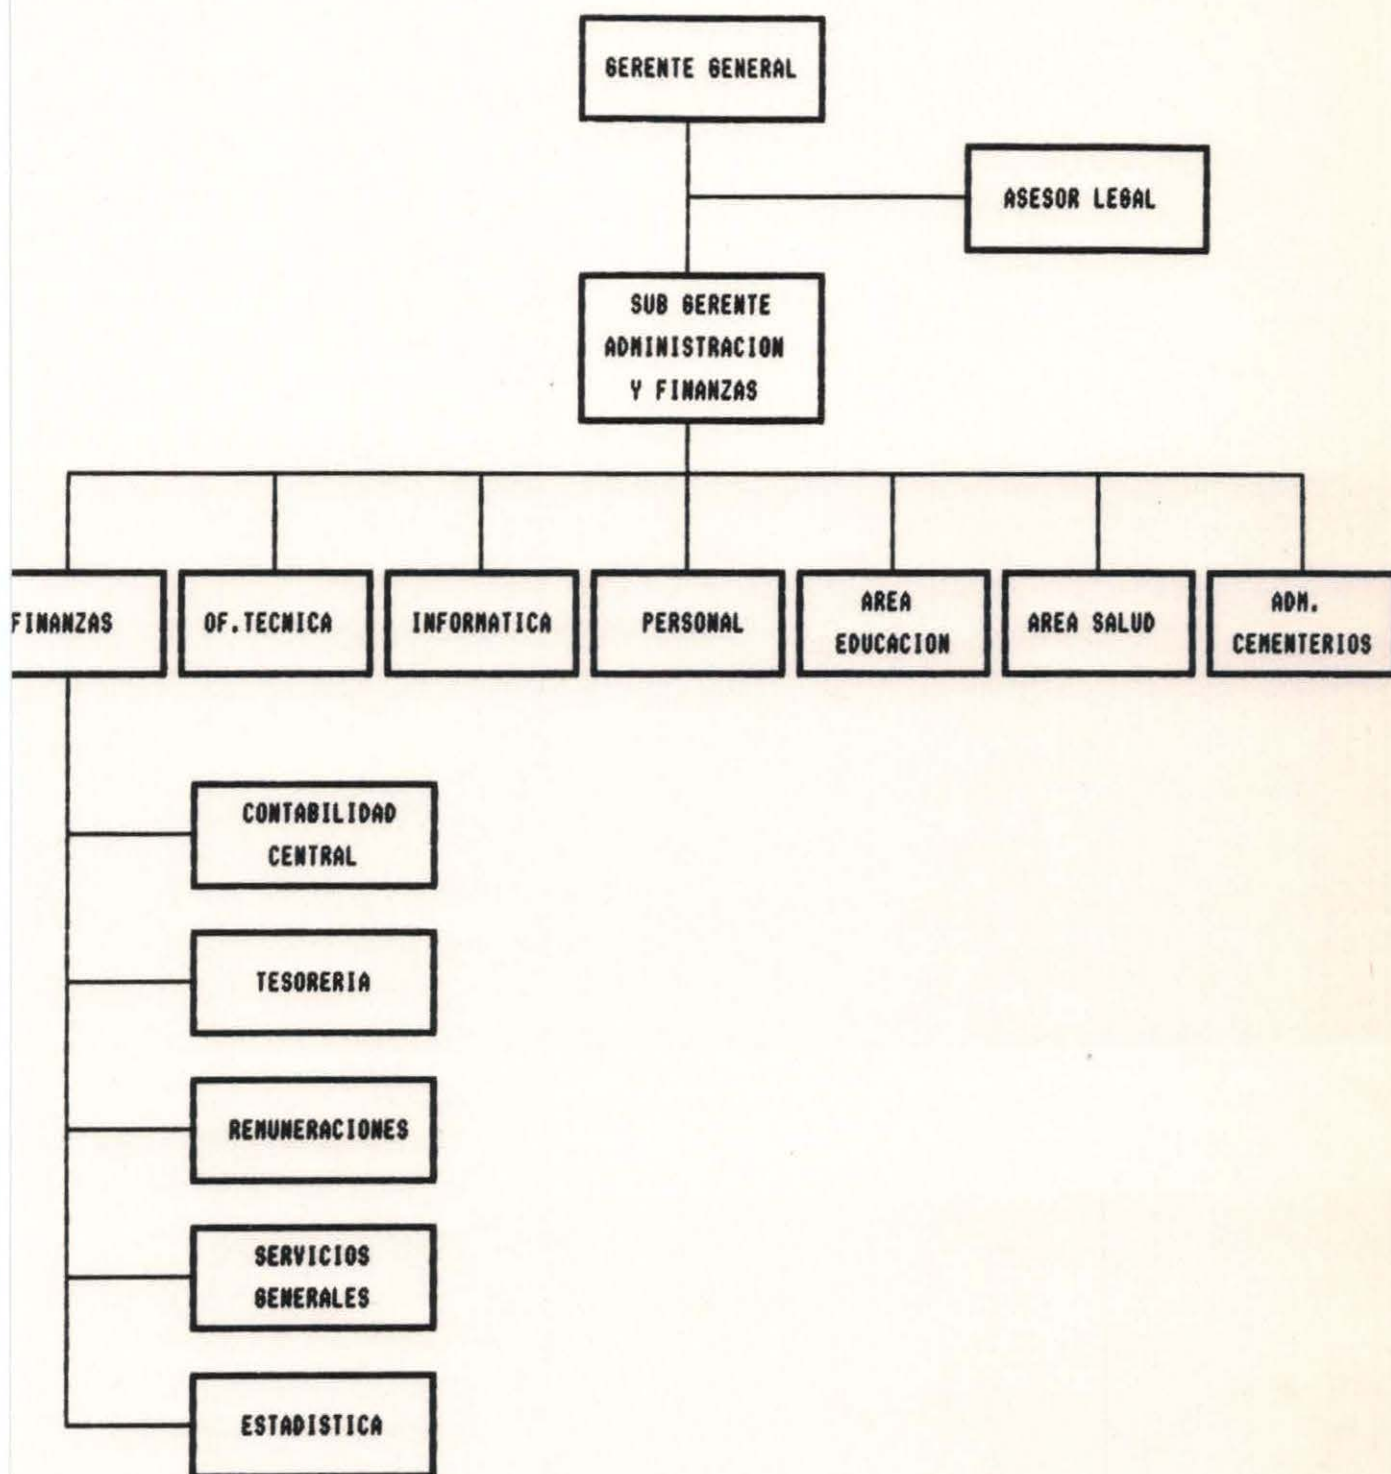 GERENTE GENERAL
ASESOR LEGAL
SUB GERENTE
ADMINISTRACION
Y FINANZAS
FINANZAS
OF.TECNICA
INFORMATICA
PERSONAL
AREA
EDUCACION
AREA SALUD
ADM.
CEMENTERIOS
CONTABILIDAD
CENTRAL
TESORERIA
REMUNERACIONES
SERVICIOS
GENERALES
ESTADISTICA